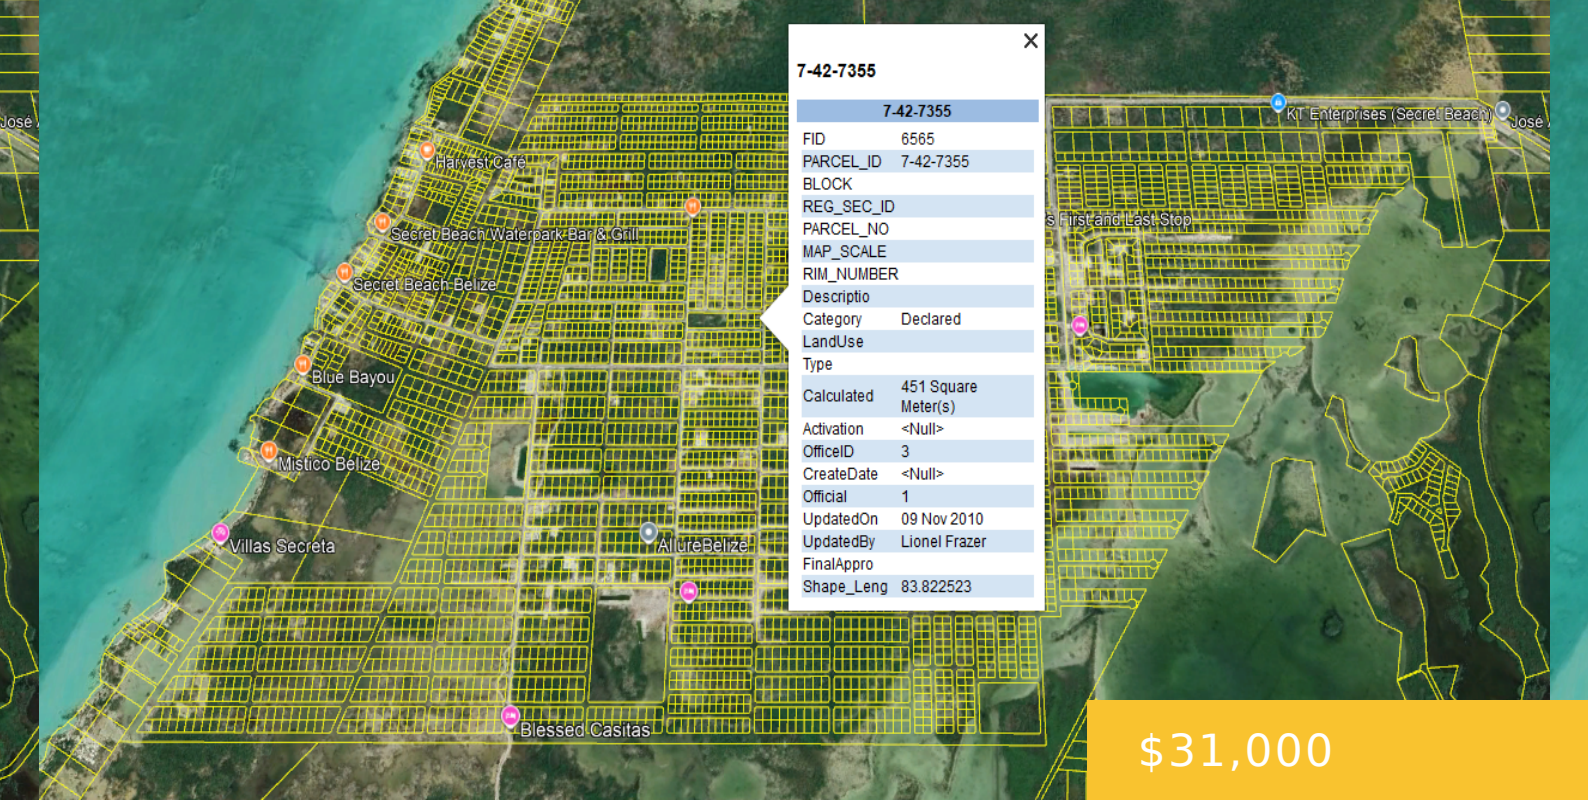 7-42-7355
7-42-7355
FID 6565
PARCEL_ID 7-42-7355
BLOCK
REG_SEC_ID
PARCEL_NO
MAP_SCALE
RIM_NUMBER
Descriptio
Category Declared
LandUse
Type
Calculated 451 Square
Meter(s)
Activation <Null>
OfficeID 3
CreateDate <Null>
Official 1
UpdatedOn 09 Nov 2010
UpdatedBy Lionel Frazer
FinalAppro
Shape_Leng 83.822523
José
KT Enterprises (Secret Beach)
José
Harvest Café
s First and Last Stop
Secret Beach Waterpark Bar & Grill
Secret Beach Belize
Blue Bayou
Mistico Belize
Villas Secreta
AllureBelize
Blessed Casitas
$31,000